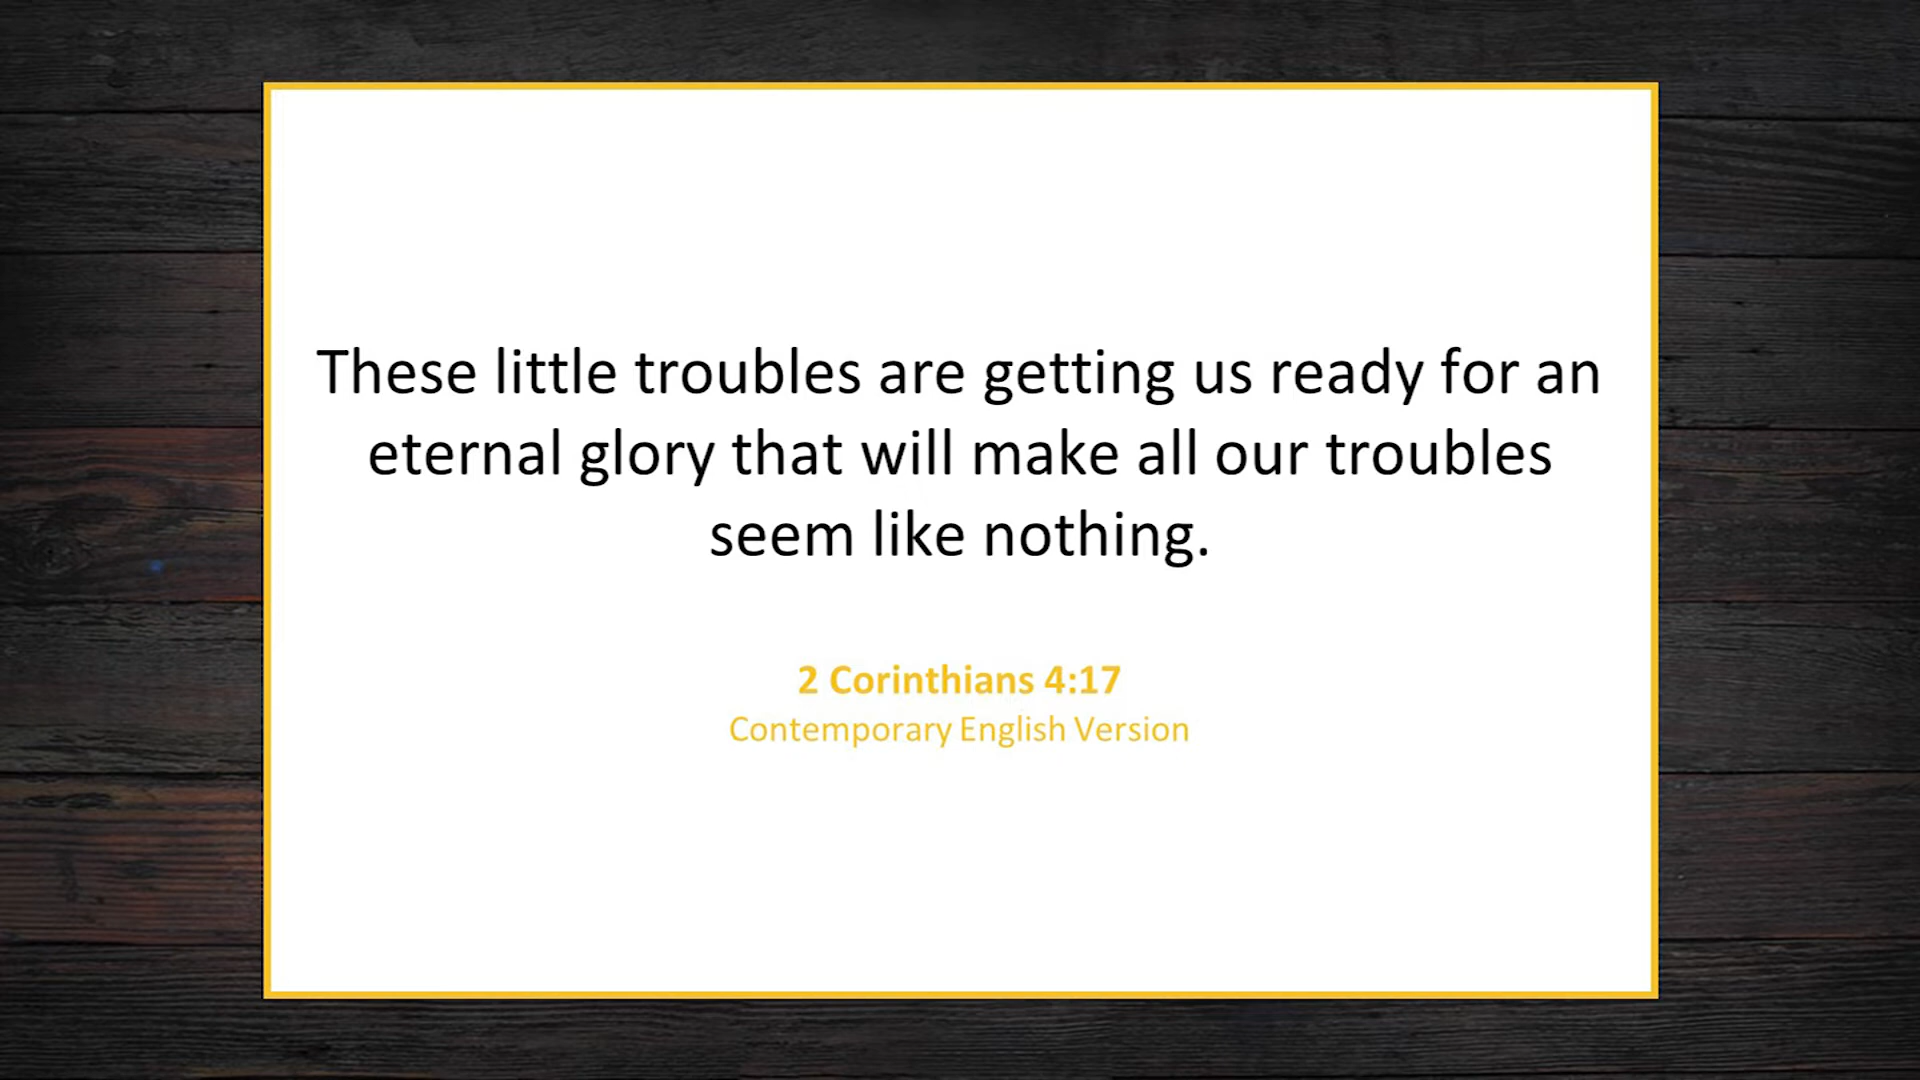 These little troubles are getting us ready for an
eternal glory that will make all our troubles
seem like nothing.
2 Corinthians 4:17
Contemporary English Version